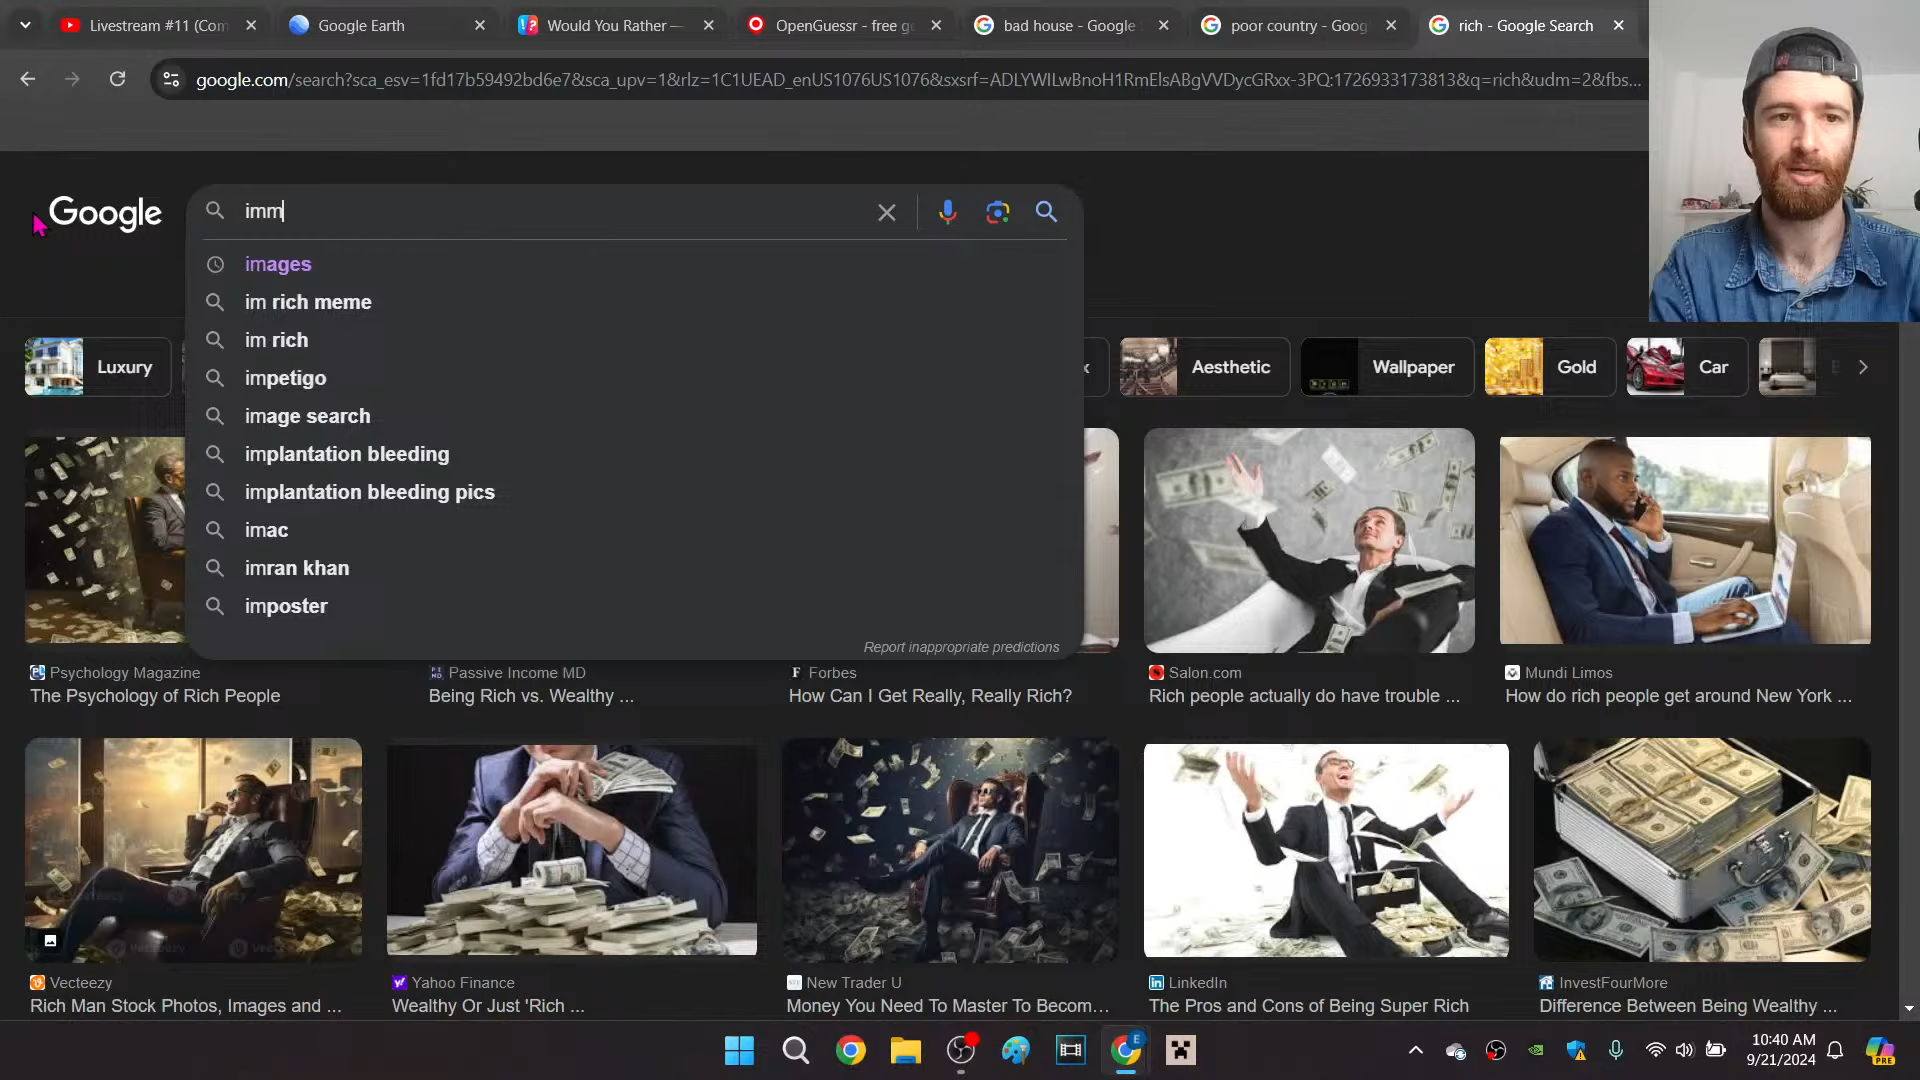 Livestream #11 (Com
Google Earth
Would You Rather —
OpenGuessr - free ge
bad house - Google
poor country - Goog
rich - Google Search
google.com/search?sca_esv=1fd17b59492bd6e7&sca_upv=1&rlz=1C1UEAD_enUS1076US1076&sxsrf=ADLYWILwBnoH1RmElsABgVVDycGRxx-3PQ:1726933173813&q=rich&udm=2&fbs...
Google
imm
images
im rich meme
im rich
impetigo
image search
implantation bleeding
implantation bleeding pics
imac
imran khan
imposter
Report inappropriate predictions
Luxury
Aesthetic
Wallpaper
Gold
Car
Psychology Magazine
The Psychology of Rich People
Passive Income MD
Being Rich vs. Wealthy ...
Forbes
How Can I Get Really, Really Rich?
Salon.com
Rich people actually do have trouble ...
Mundi Limos
How do rich people get around New York ...
Vecteezy
Rich Man Stock Photos, Images and ...
Yahoo Finance
Wealthy Or Just 'Rich ...
New Trader U
Money You Need To Master To Becom...
LinkedIn
The Pros and Cons of Being Super Rich
InvestFourMore
Difference Between Being Wealthy ...
10:40 AM
9/21/2024
PRE